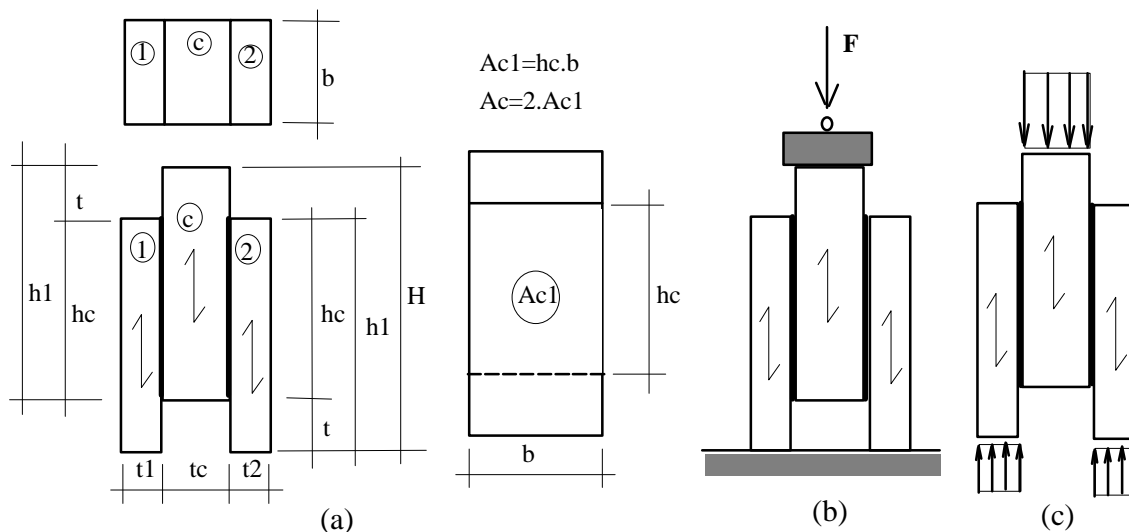 1 c 2
b
Ac1=hc.b
Ac=2.Ac1
F
t
c
1
2
h1
hc
hc
h1
H
t
t1 tc t2
(a)
Ac1
hc
b
(b)
(c)